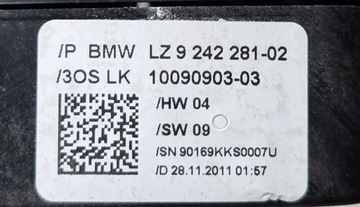 /P BMW LZ 9 242 281-02
/3OS LK 10090903-03
/HW 04
/SW 09
/SN 90169KKS0007U
/D 28.11.2011 01:57